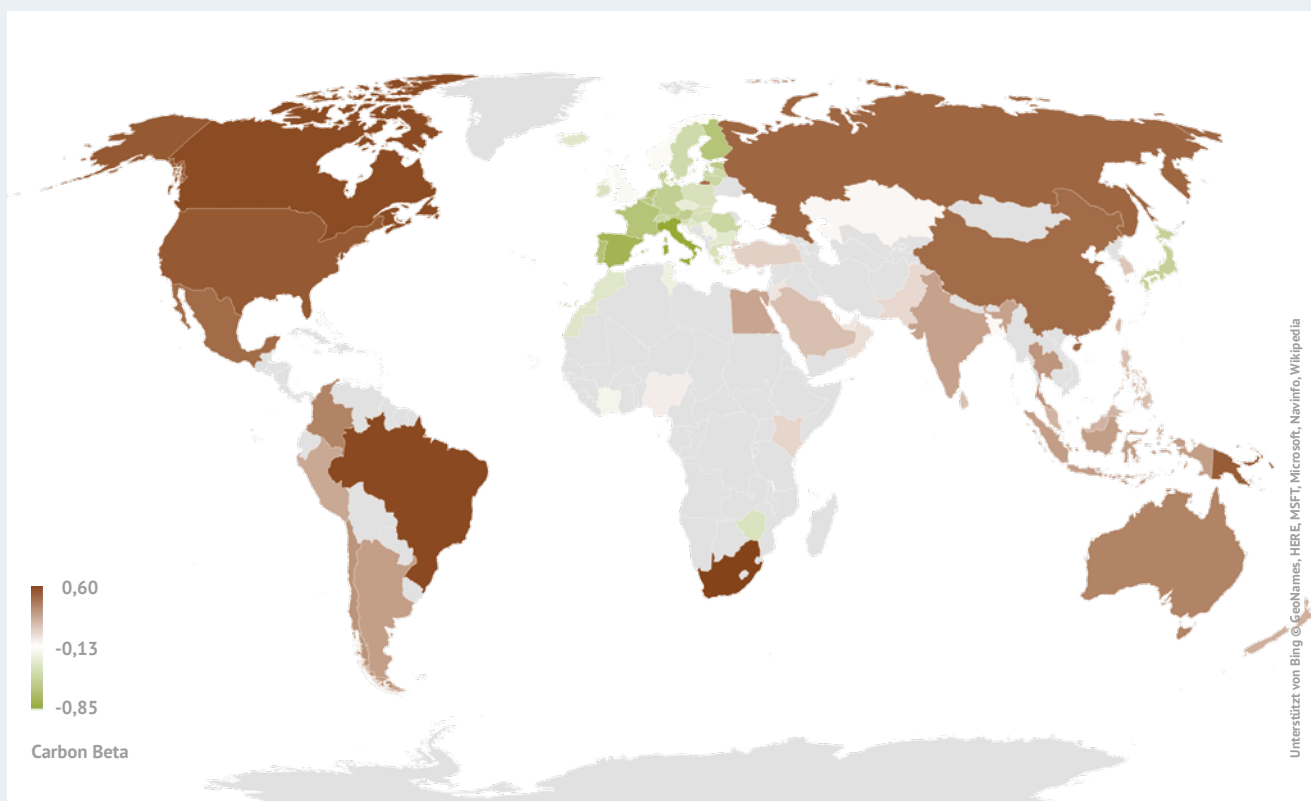 0,60
-0,13
-0,85
Carbon Beta
Unterstützt von Bing © GeoNames, HERE, MSFT, Microsoft, Navinfo, Wikipedia